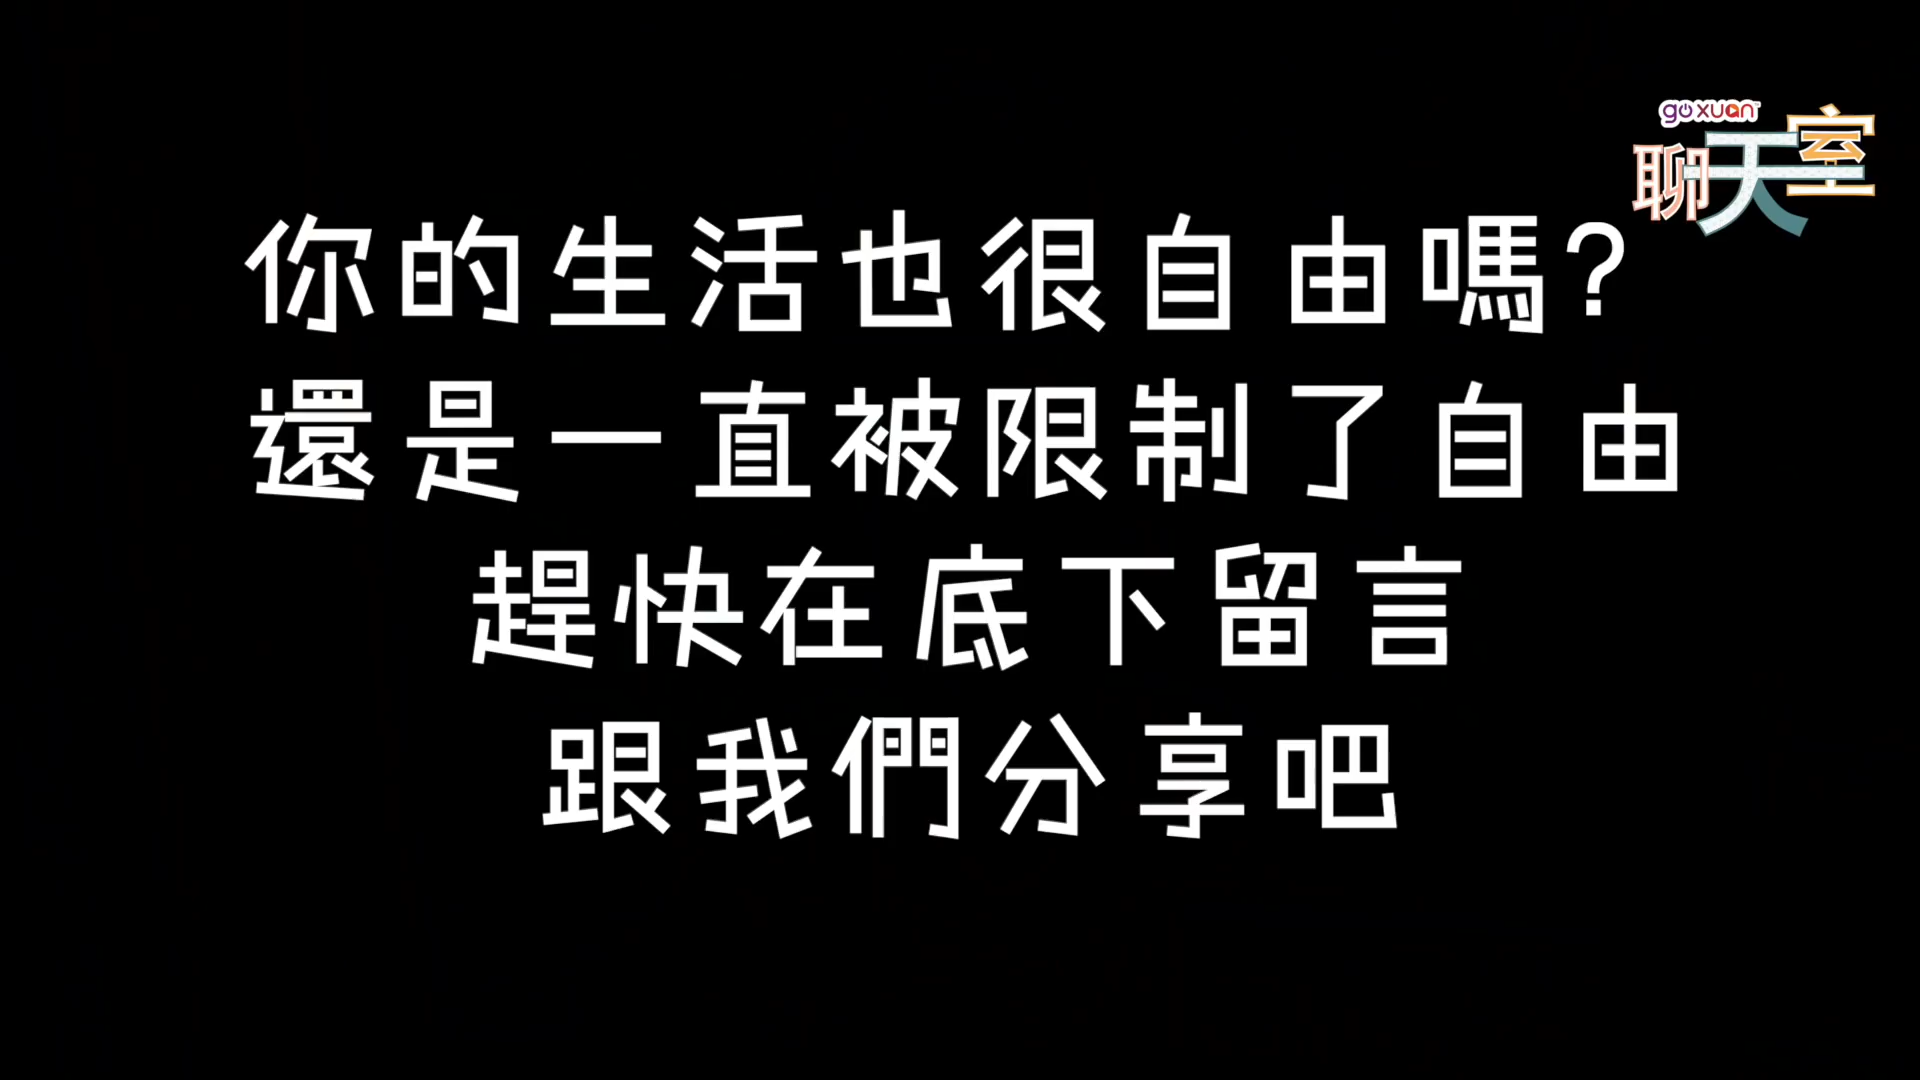 goxuan
聊天室
你的生活也很自由嗎?
還是一直被限制了自由
趕快在底下留言
跟我們分享吧